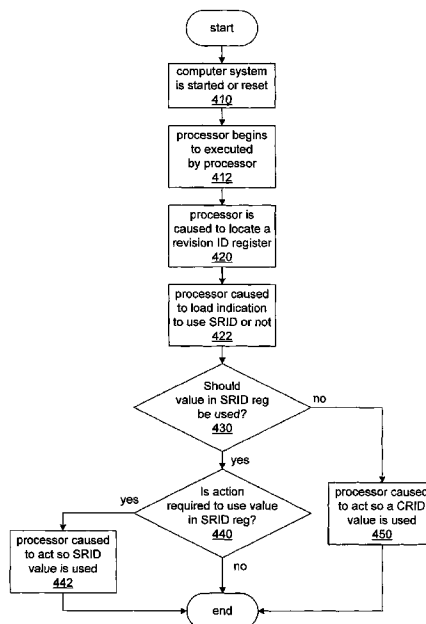 start
computer system
is started or reset
410
processor begins
to executed
by processor
412
processor is
caused to locate a
revision ID register
420
processor caused
to load indication
to use SRID or not
422
Should
value in SRID reg
be used?
430
no
yes
Is action
required to use value
in SRID reg?
440
yes
no
processor caused
to act so SRID
value is used
442
processor caused
to act so a CRID
value is used
450
end